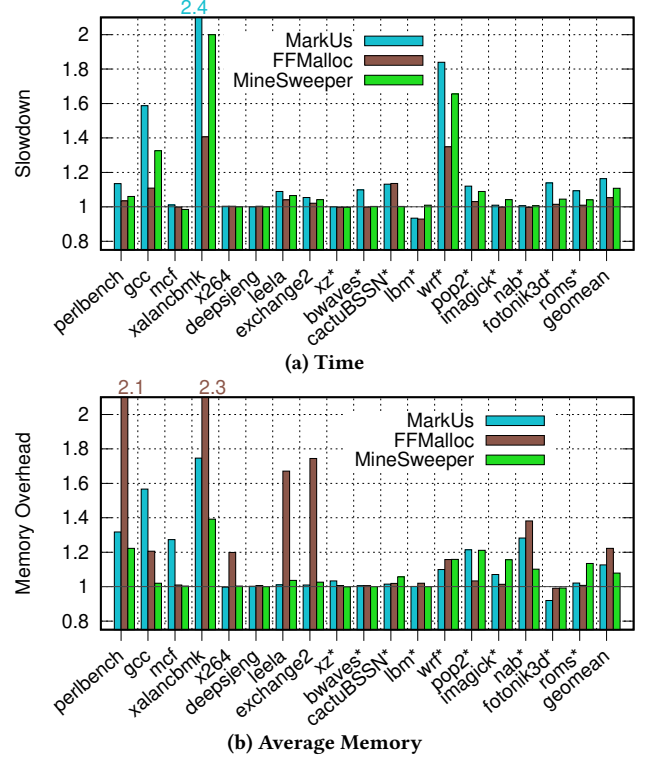 2.4
2
1.8
1.6
1.4
1.2
1
0.8
Slowdown
MarkUs
FFMalloc
MineSweeper
perlbench
gcc
mcf
xalancbmk
x264
deepsjeng
leela
exchange2
xz*
bwaves*
cactuBSSN*
lbm*
wrf*
pop2*
imagick*
nab*
fotonik3d*
roms*
geomean
(a) Time
2.1
2.3
2
1.8
1.6
1.4
1.2
1
0.8
Memory Overhead
MarkUs
FFMalloc
MineSweeper
perlbench
gcc
mcf
xalancbmk
x264
deepsjeng
leela
exchange2
xz*
bwaves*
cactuBSSN*
lbm*
wrf*
pop2*
imagick*
nab*
fotonik3d*
roms*
geomean
(b) Average Memory